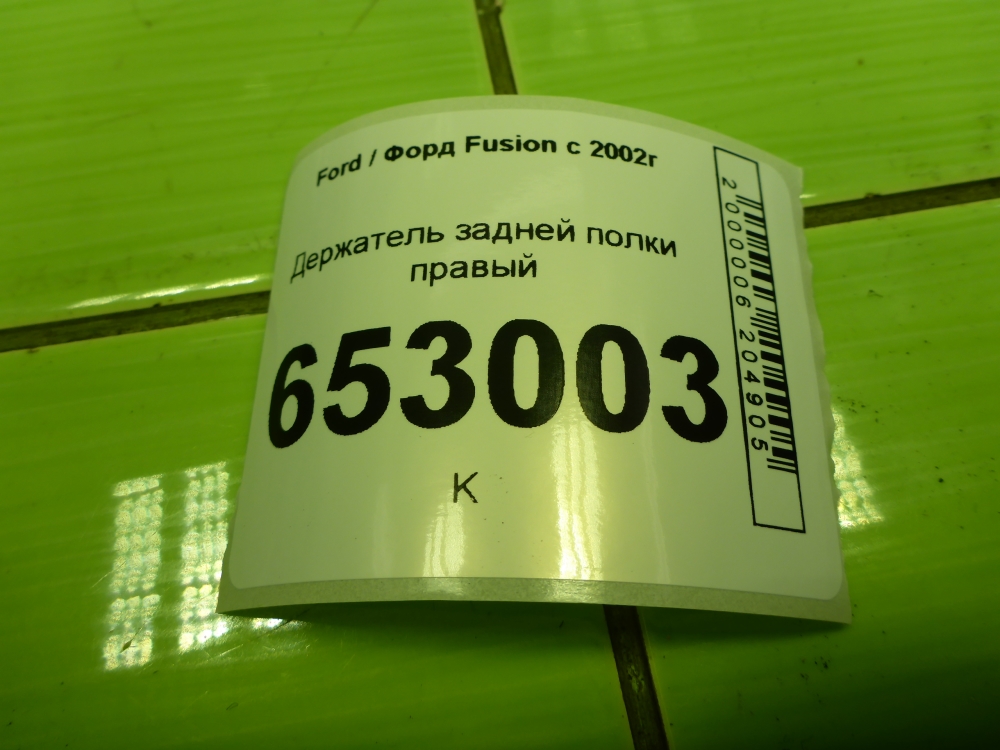 Ford / Форд Fusion с 2002г
Держатель задней полки
правый
653003
К
2000006204905